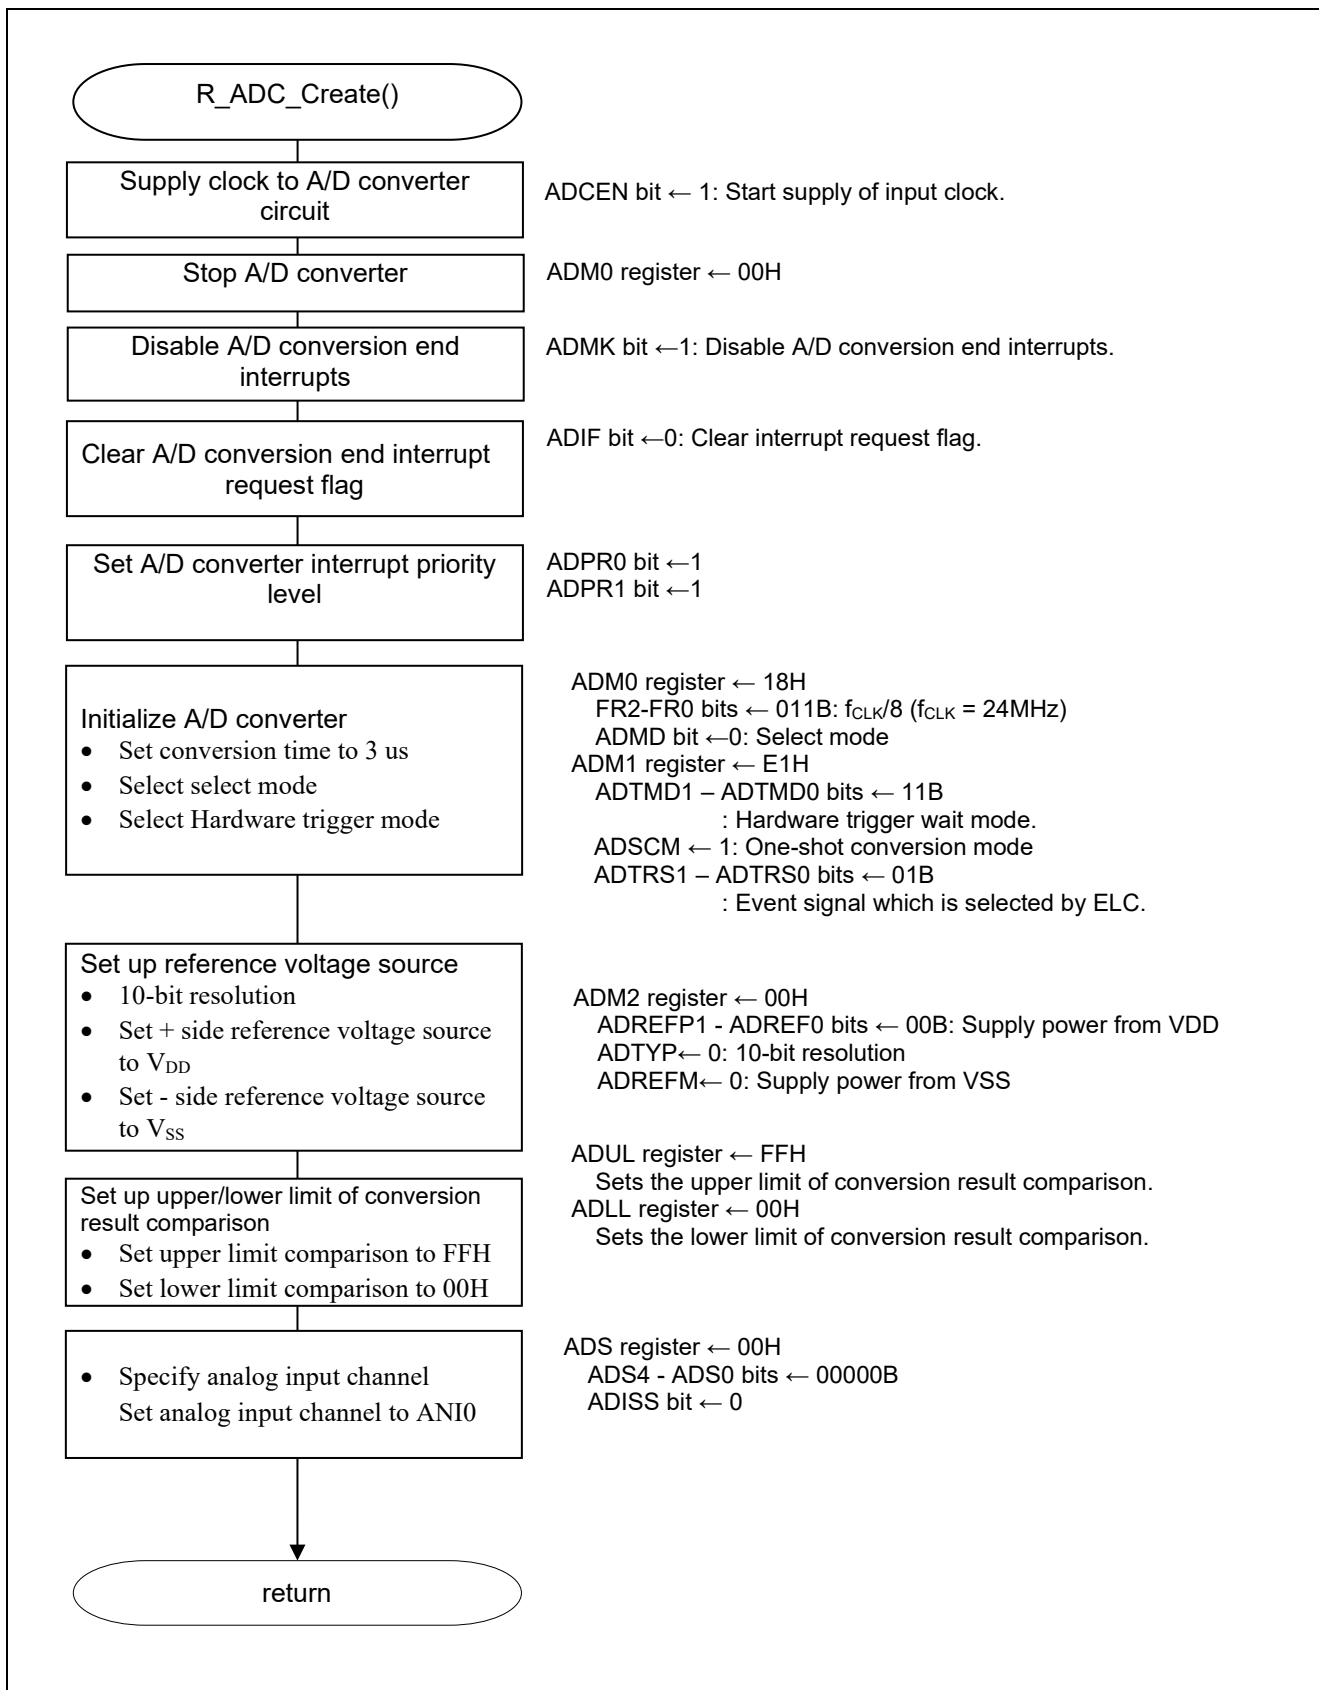 R_ADC_Create()
Supply clock to A/D converter
circuit
ADCEN bit ← 1: Start supply of input clock.
Stop A/D converter
ADM0 register ← 00H
Disable A/D conversion end
interrupts
ADMK bit ←1: Disable A/D conversion end interrupts.
Clear A/D conversion end interrupt
request flag
ADIF bit ←0: Clear interrupt request flag.
Set A/D converter interrupt priority
level
ADPR0 bit ←1
ADPR1 bit ←1
Initialize A/D converter
• Set conversion time to 3 us
• Select select mode
• Select Hardware trigger mode
ADM0 register ← 18H
FR2-FR0 bits ← 011B: fCLK/8 (fCLK = 24MHz)
ADMD bit ←0: Select mode
ADM1 register ← E1H
ADTMD1 – ADTMD0 bits ← 11B
: Hardware trigger wait mode.
ADSCM ← 1: One-shot conversion mode
ADTRS1 – ADTRS0 bits ← 01B
: Event signal which is selected by ELC.
Set up reference voltage source
• 10-bit resolution
• Set + side reference voltage source
to VDD
• Set - side reference voltage source
to VSS
ADM2 register ← 00H
ADREFP1 - ADREF0 bits ← 00B: Supply power from VDD
ADTYP← 0: 10-bit resolution
ADREFM← 0: Supply power from VSS
Set up upper/lower limit of conversion
result comparison
• Set upper limit comparison to FFH
• Set lower limit comparison to 00H
ADUL register ← FFH
Sets the upper limit of conversion result comparison.
ADLL register ← 00H
Sets the lower limit of conversion result comparison.
• Specify analog input channel
Set analog input channel to ANI0
ADS register ← 00H
ADS4 - ADS0 bits ← 00000B
ADISS bit ← 0
return